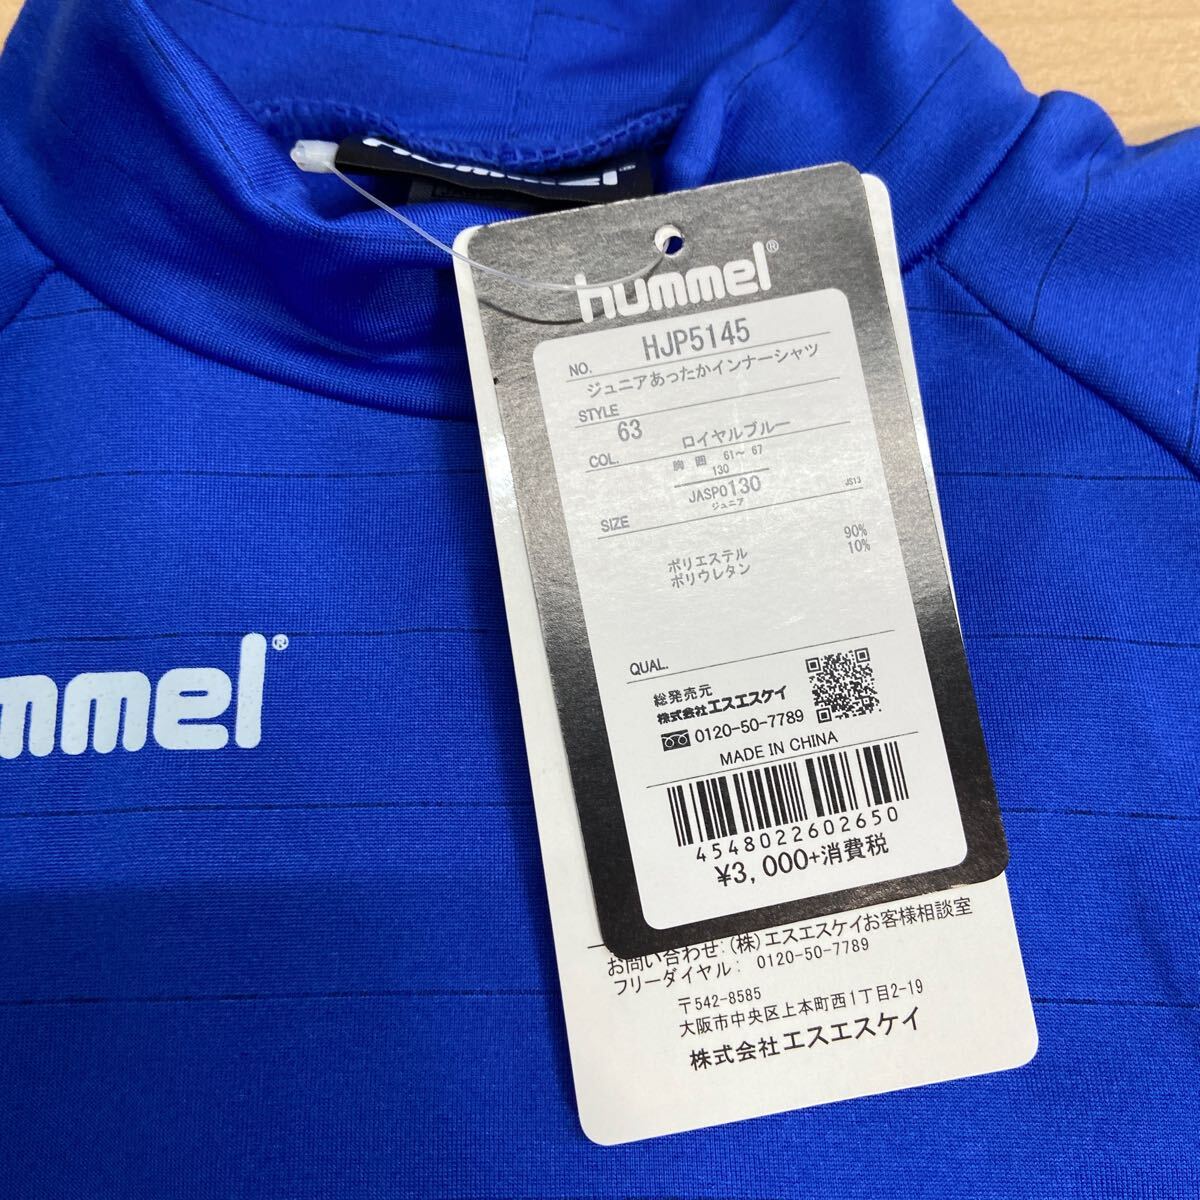 hummel®
hummel®
NO. HJP5145
ジュニアあったかインナーシャツ
STYLE
63 ロイヤルブルー
COL.
胸囲 61～67
130
JASPO130 JS13
ジュニア
SIZE
ポリエステル 90%
ポリウレタン 10%
QUAL.
総発売元
株式会社エスエスケイ
0120-50-7789
MADE IN CHINA
4548022602650
¥3,000+消費税
お問い合わせ:(株)エスエスケイお客様相談室
フリーダイヤル: 0120-50-7789
〒542-8585
大阪市中央区上本町西1丁目2-19
株式会社エスエスケイ
mmel®